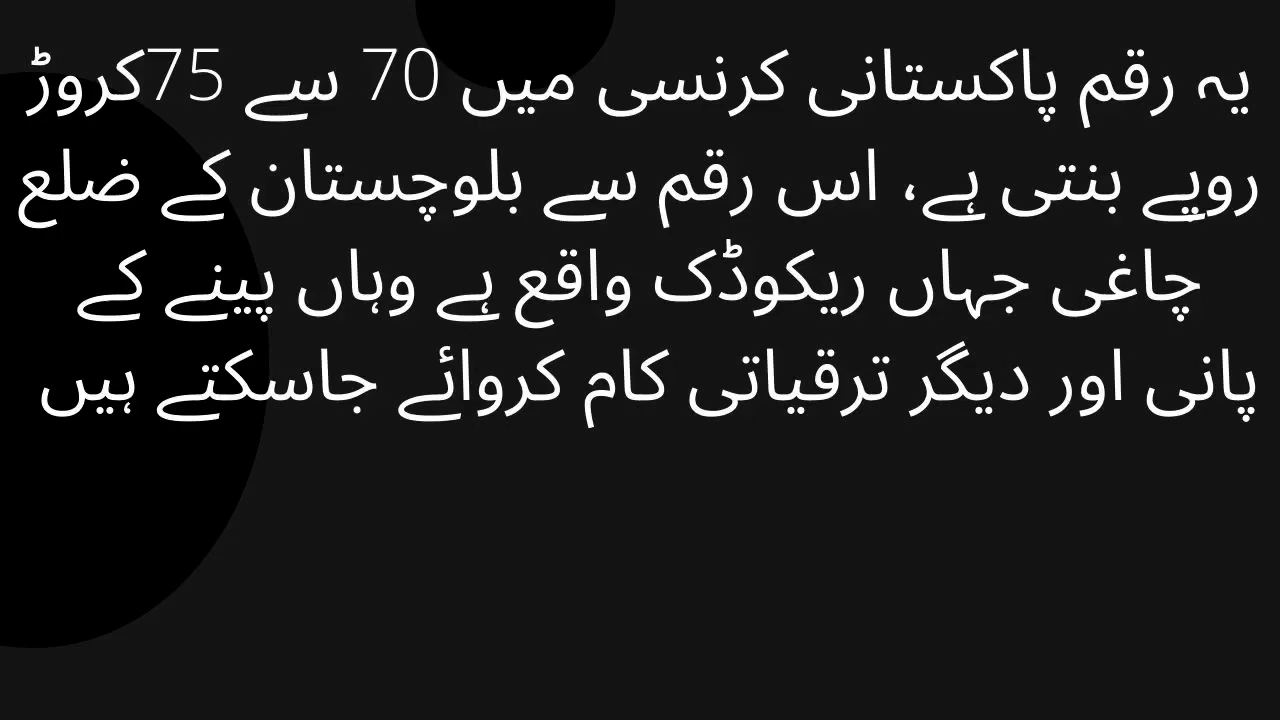 یہ رقم پاکستانی کرنسی میں 70 سے 75کروڑ
روپے بنتی ہے، اس رقم سے بلوچستان کے ضلع
چاغی جہاں ریکوڈک واقع ہے وہاں پینے کے
پانی اور دیگر ترقیاتی کام کروائے جاسکتے ہیں